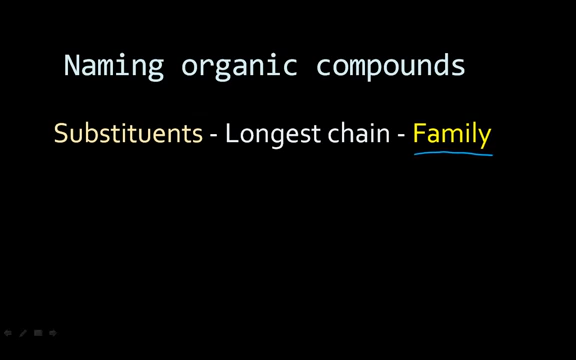 Naming organic compounds
Substituents - Longest chain - Family